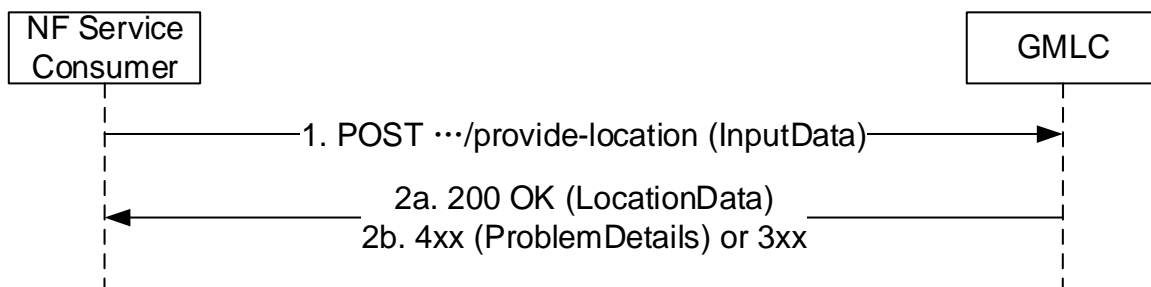 NF Service
Consumer
GMLC
1. POST ⋯/provide-location (InputData)
2a. 200 OK (LocationData)
2b. 4xx (ProblemDetails) or 3xx